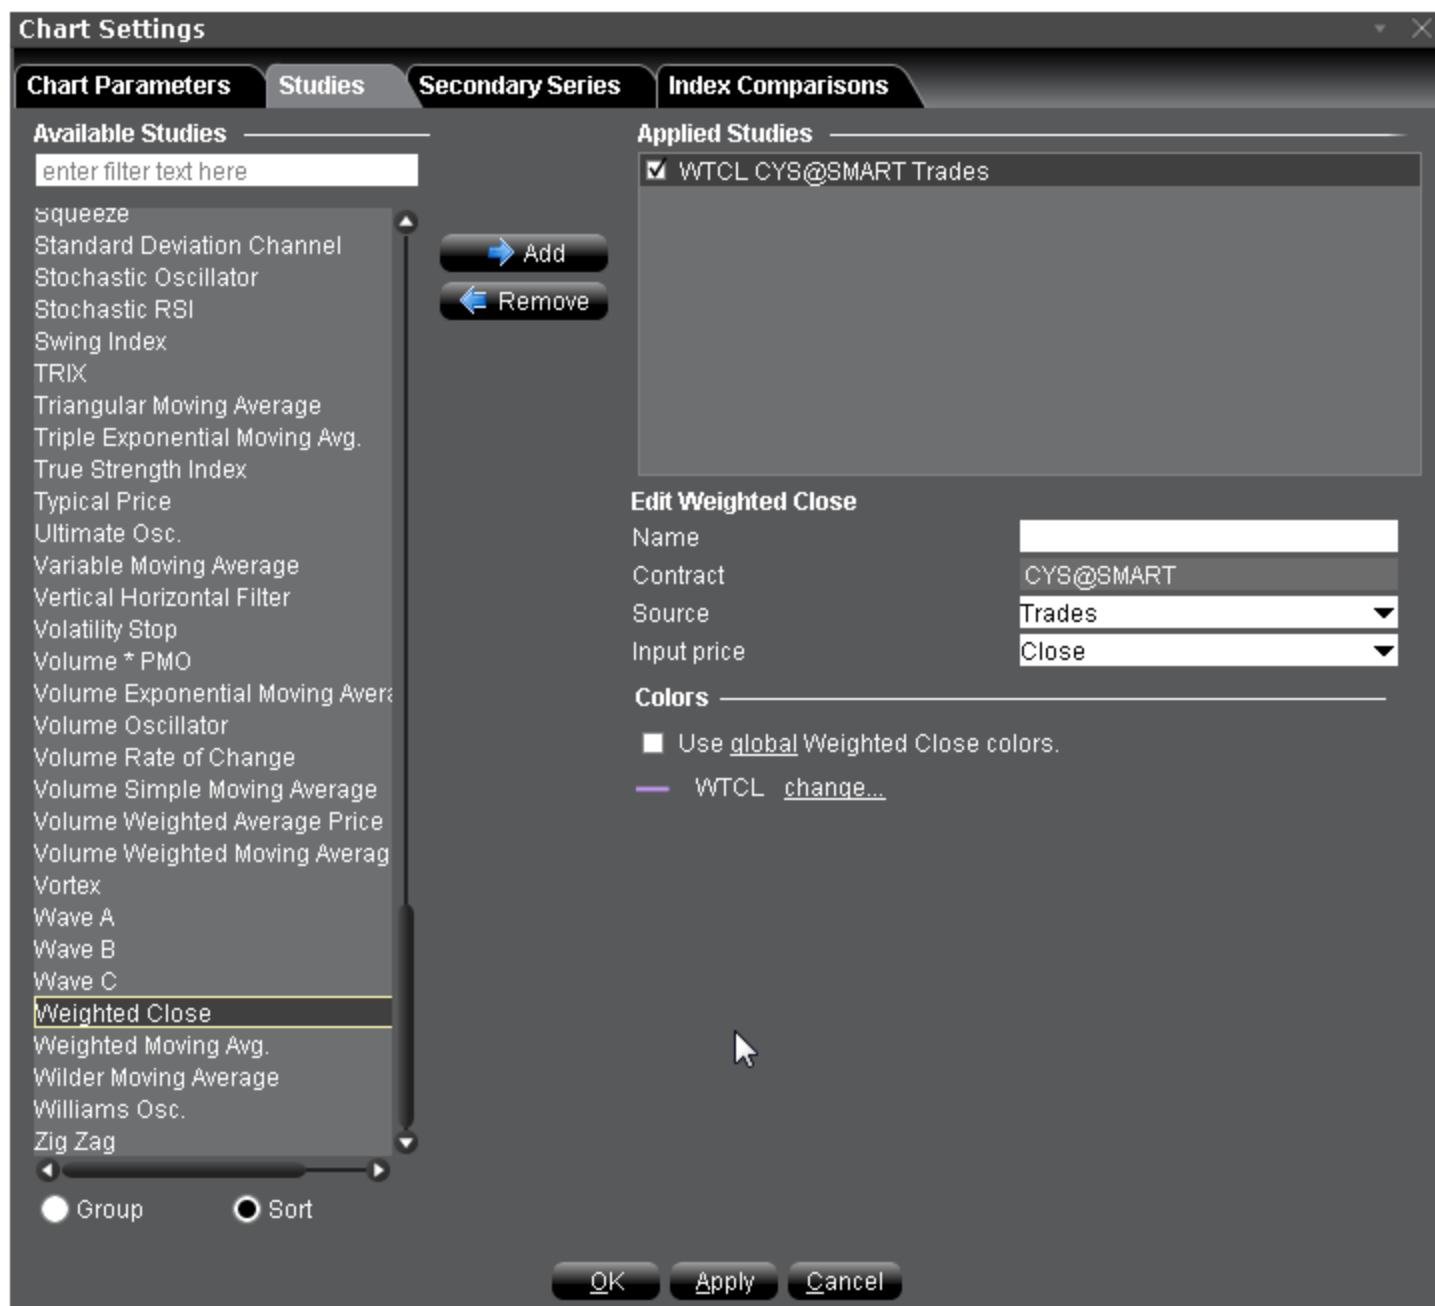 Chart Settings
Chart Parameters
Studies
Secondary Series
Index Comparisons
Available Studies
enter filter text here
Squeeze
Standard Deviation Channel
Stochastic Oscillator
Stochastic RSI
Swing Index
TRIX
Triangular Moving Average
Triple Exponential Moving Avg.
True Strength Index
Typical Price
Ultimate Osc.
Variable Moving Average
Vertical Horizontal Filter
Volatility Stop
Volume * PMO
Volume Exponential Moving Avera
Volume Oscillator
Volume Rate of Change
Volume Simple Moving Average
Volume Weighted Average Price
Volume Weighted Moving Averag
Vortex
Wave A
Wave B
Wave C
Weighted Close
Weighted Moving Avg.
Wilder Moving Average
Williams Osc.
Zig Zag
Group
Sort
Add
Remove
Applied Studies
WTCL CYS@SMART Trades
Edit Weighted Close
Name
Contract CYS@SMART
Source Trades
Input price Close
Colors
Use global Weighted Close colors.
WTCL change...
OK
Apply
Cancel